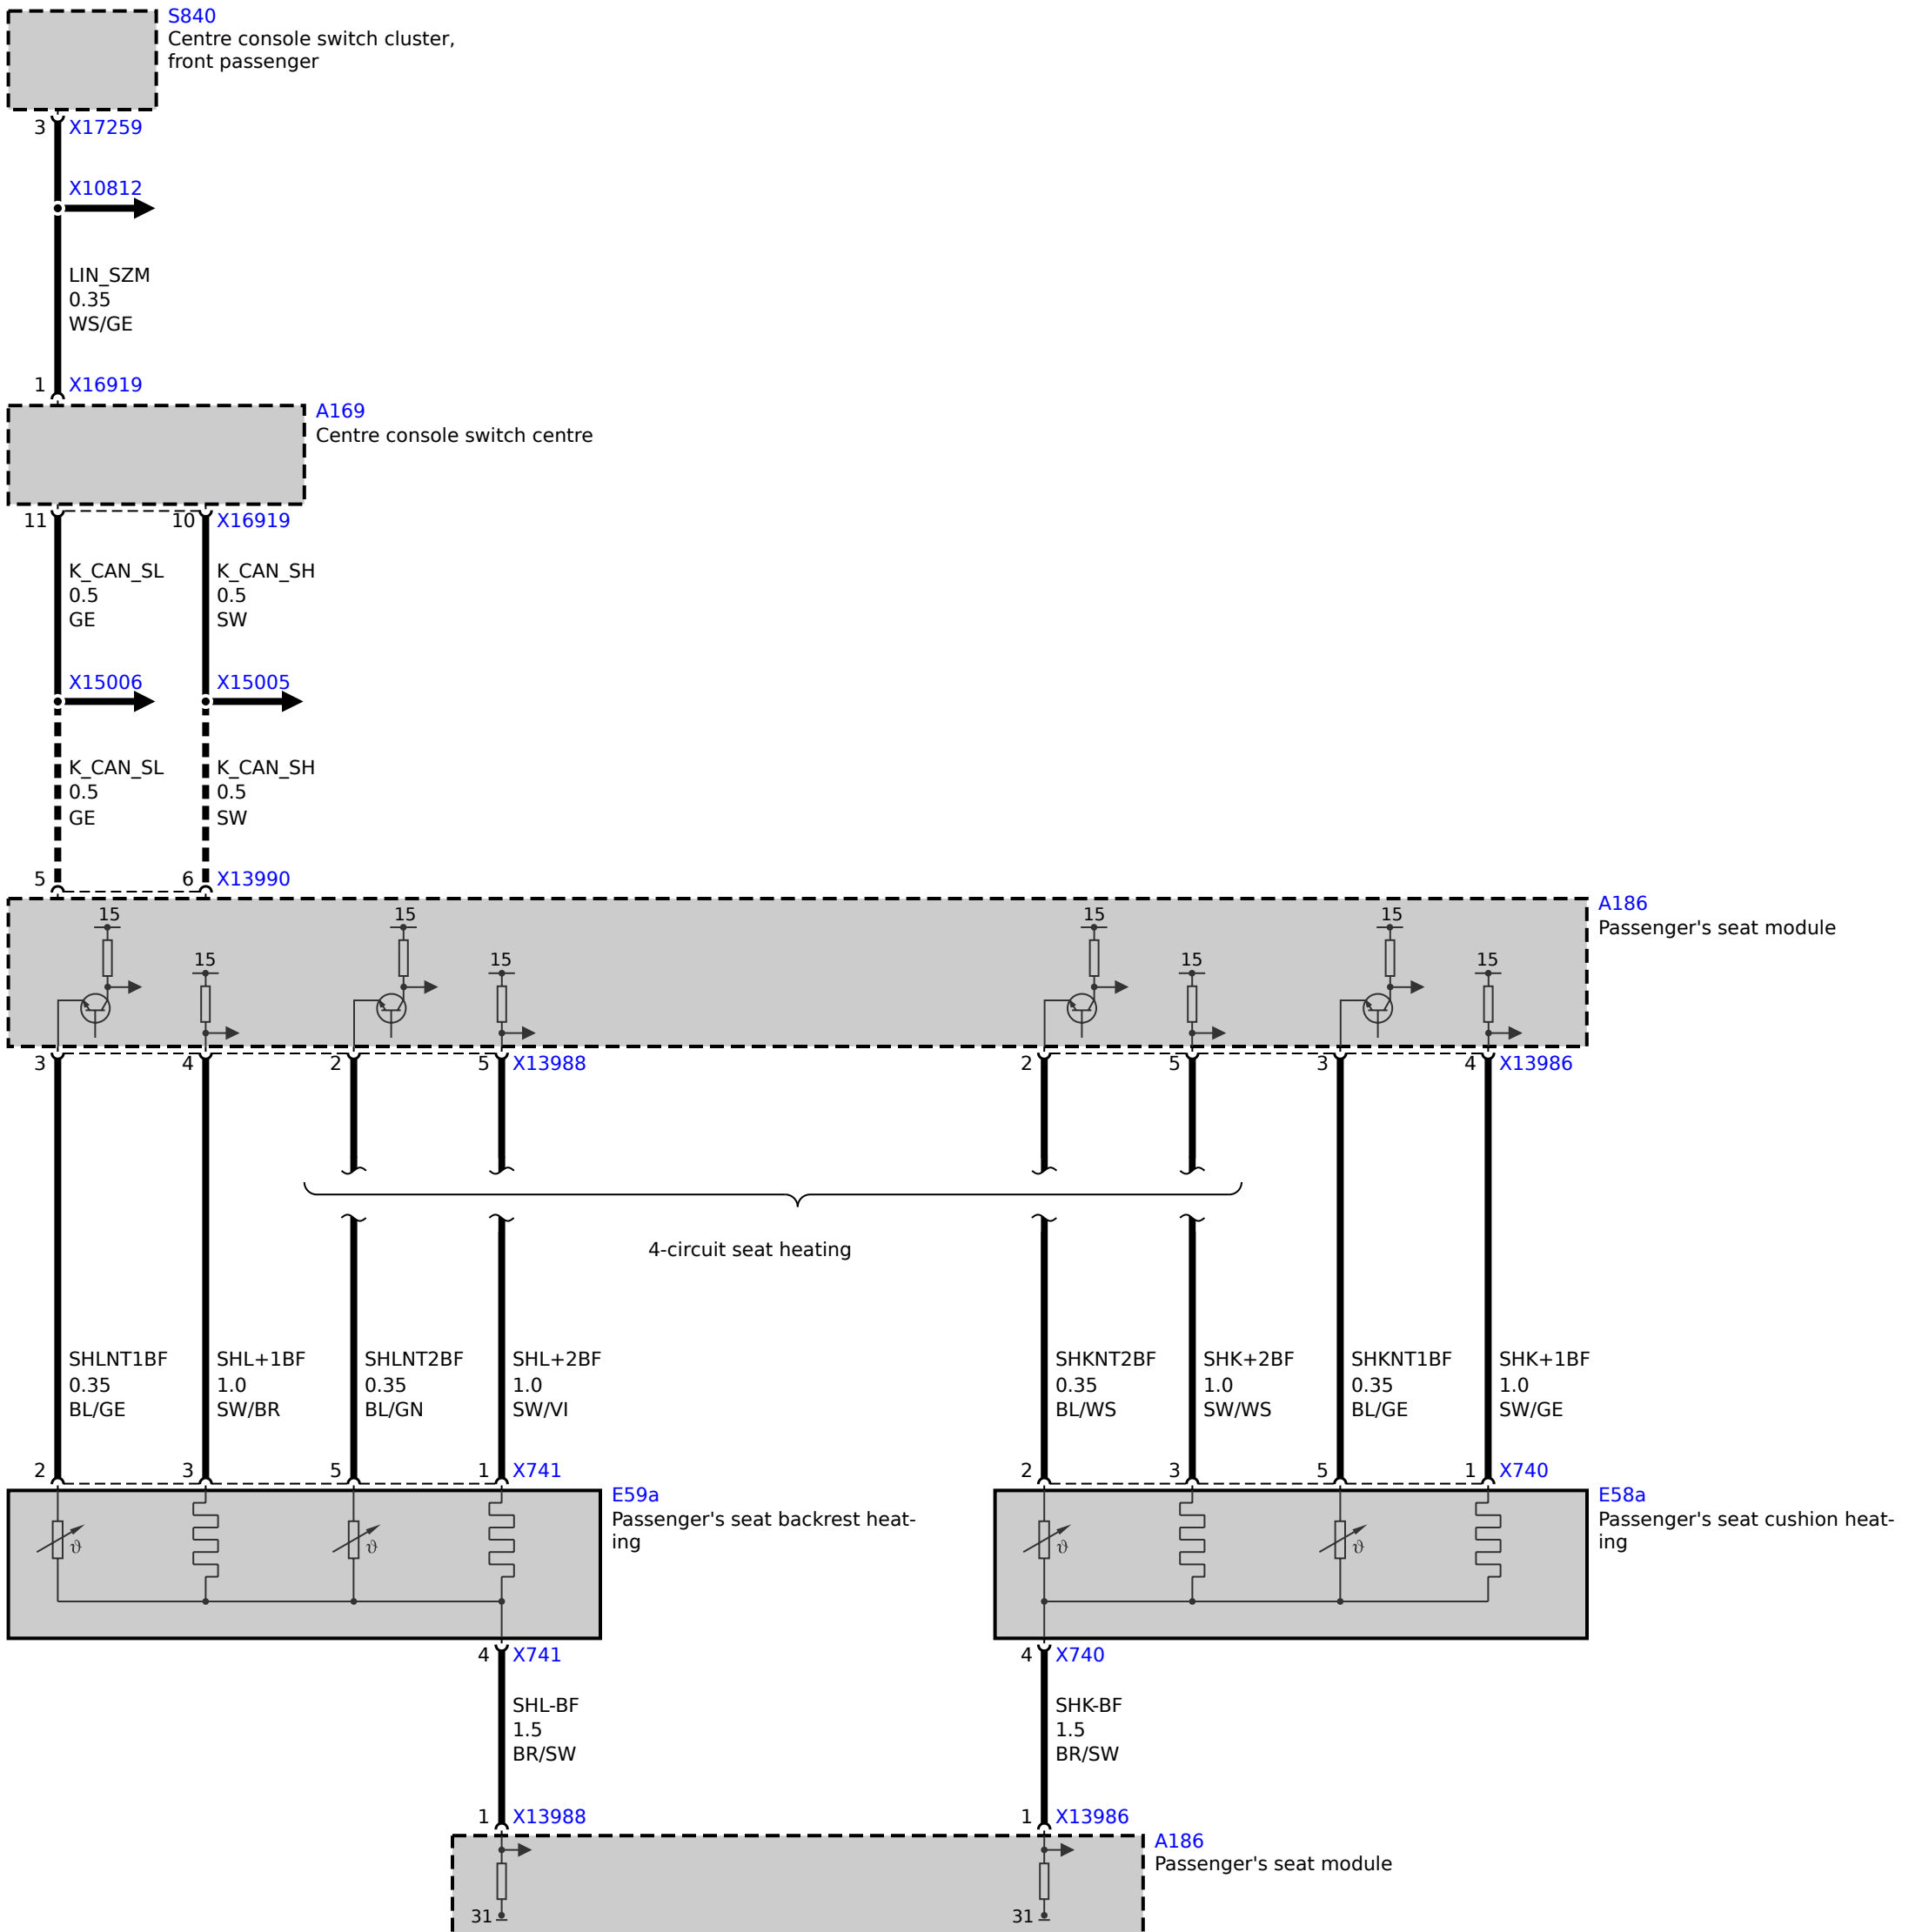 S840
Centre console switch cluster,
front passenger
3 X17259
X10812
LIN_SZM
0.35
WS/GE
1 X16919
A169
Centre console switch centre
11 10 X16919
K_CAN_SL K_CAN_SH
0.5 0.5
GE SW
X15006 X15005
K_CAN_SL K_CAN_SH
0.5 0.5
GE SW
5 6 X13990
A186
Passenger's seat module
15 15 15 15
15 15 15 15
3 4 2 5 X13988 2 5 3 4 X13986
4-circuit seat heating
SHLNT1BF SHL+1BF SHLNT2BF SHL+2BF SHKNT2BF SHK+2BF SHKNT1BF SHK+1BF
0.35 1.0 0.35 1.0 0.35 1.0 0.35 1.0
BL/GE SW/BR BL/GN SW/VI BL/WS SW/WS BL/GE SW/GE
2 3 5 1 X741 2 3 5 1 X740
E59a
Passenger's seat backrest heat-
ing
E58a
Passenger's seat cushion heat-
ing
ϑ ϑ ϑ ϑ
4 X741 4 X740
SHL-BF SHK-BF
1.5 1.5
BR/SW BR/SW
1 X13988 1 X13986
A186
Passenger's seat module
31 31